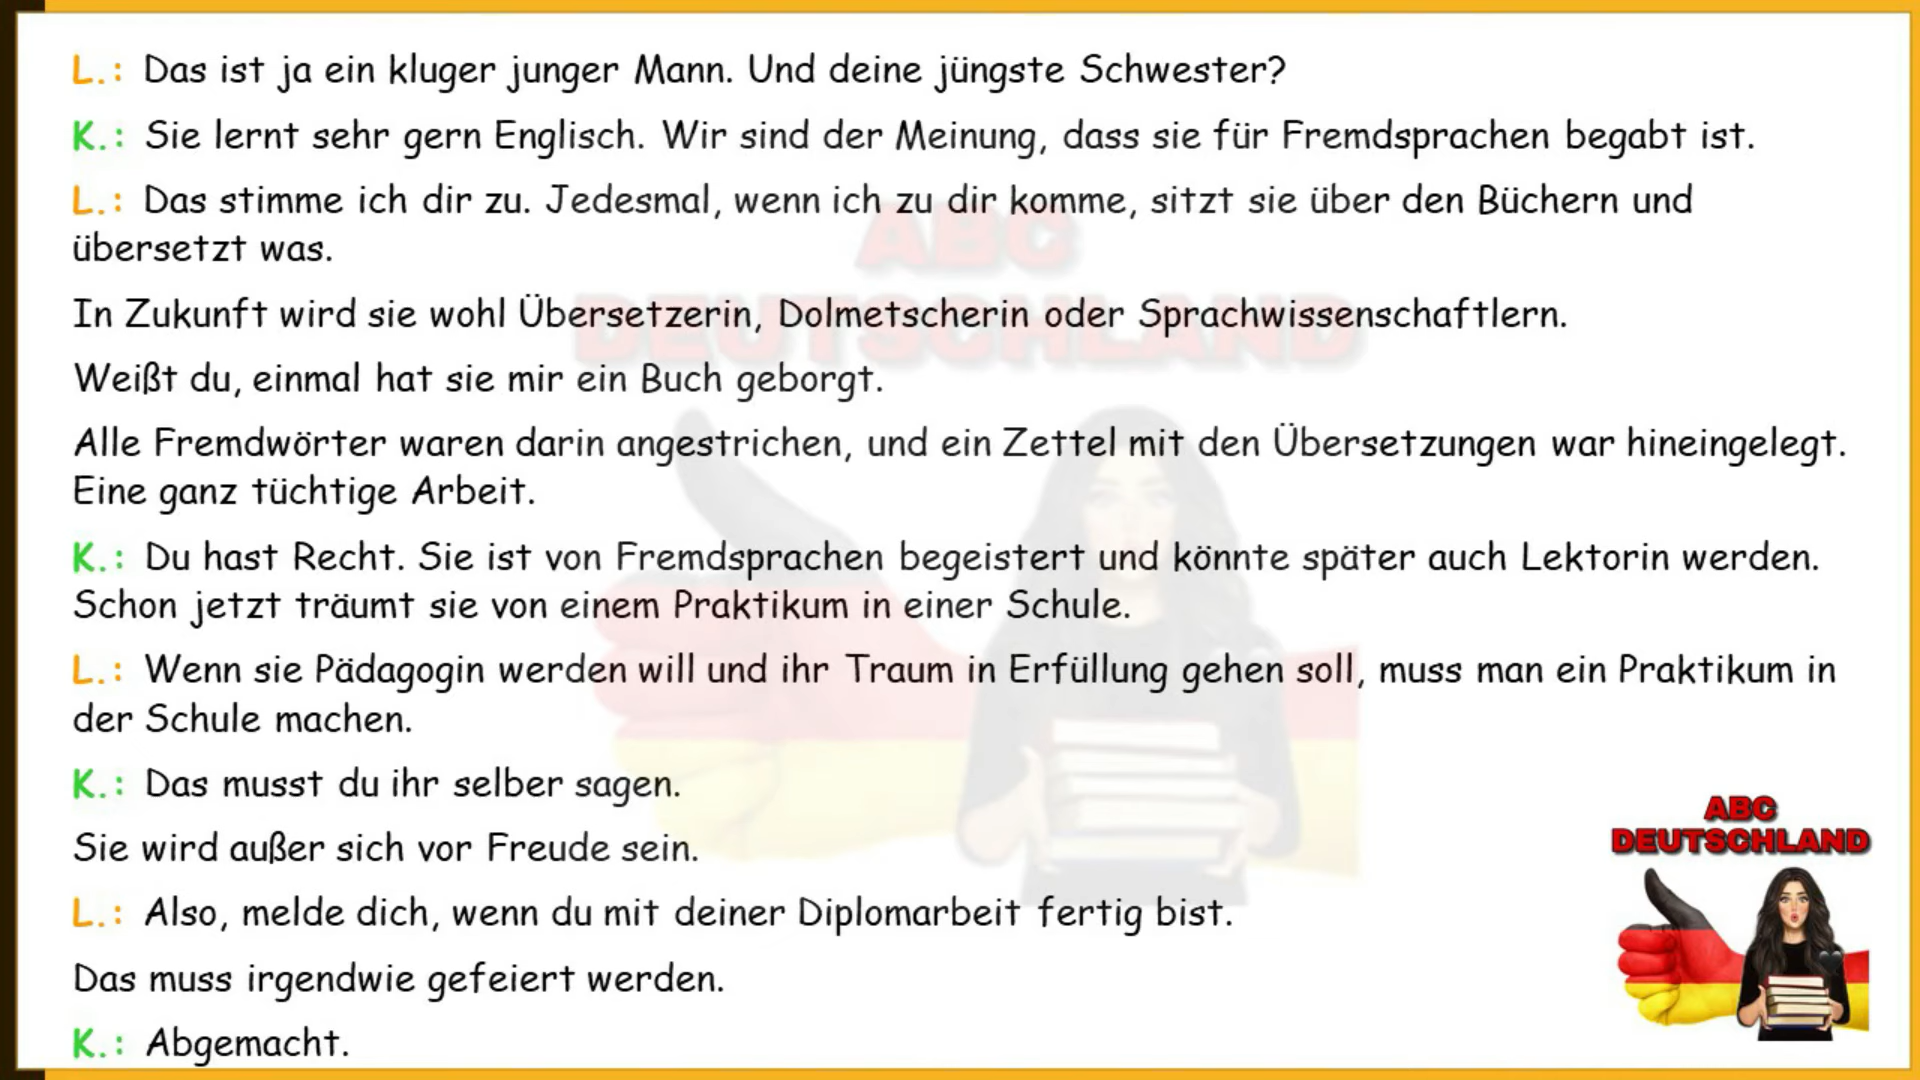 L.: Das ist ja ein kluger junger Mann. Und deine jüngste Schwester?
K.: Sie lernt sehr gern Englisch. Wir sind der Meinung, dass sie für Fremdsprachen begabt ist.
L.: Das stimme ich dir zu. Jedesmal, wenn ich zu dir komme, sitzt sie über den Büchern und
übersetzt was.
In Zukunft wird sie wohl Übersetzerin, Dolmetscherin oder Sprachwissenschaftlern.
Weißt du, einmal hat sie mir ein Buch geborgt.
Alle Fremdwörter waren darin angestrichen, und ein Zettel mit den Übersetzungen war hineingelegt.
Eine ganz tüchtige Arbeit.
K.: Du hast Recht. Sie ist von Fremdsprachen begeistert und könnte später auch Lektorin werden.
Schon jetzt träumt sie von einem Praktikum in einer Schule.
L.: Wenn sie Pädagogin werden will und ihr Traum in Erfüllung gehen soll, muss man ein Praktikum in
der Schule machen.
K.: Das musst du ihr selber sagen.
Sie wird außer sich vor Freude sein.
L.: Also, melde dich, wenn du mit deiner Diplomarbeit fertig bist.
Das muss irgendwie gefeiert werden.
K.: Abgemacht.
ABC
DEUTSCHLAND
ABC
DEUTSCHLAND